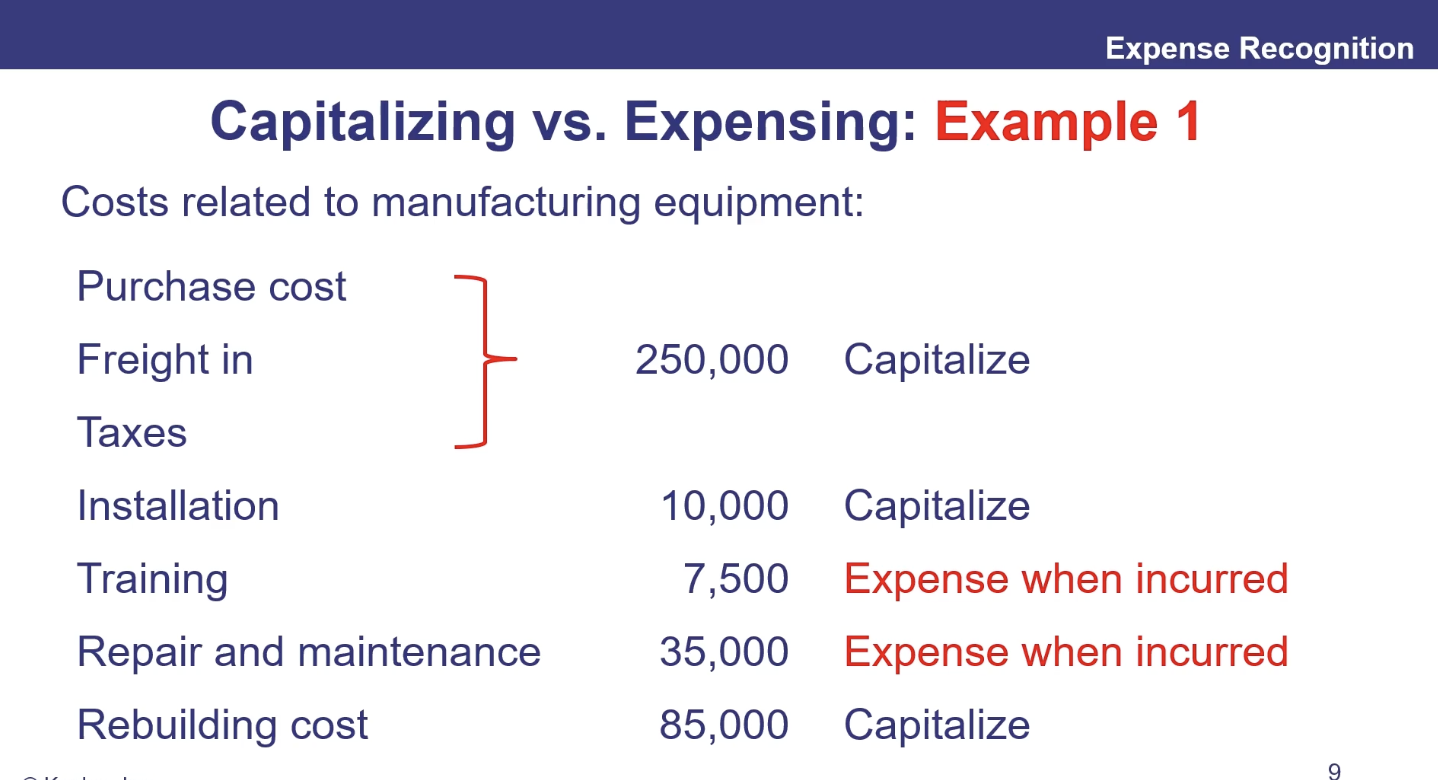 Expense Recognition
Capitalizing vs. Expensing: Example 1
Costs related to manufacturing equipment:
Purchase cost
Freight in 250,000 Capitalize
Taxes
Installation 10,000 Capitalize
Training 7,500 Expense when incurred
Repair and maintenance 35,000 Expense when incurred
Rebuilding cost 85,000 Capitalize
9